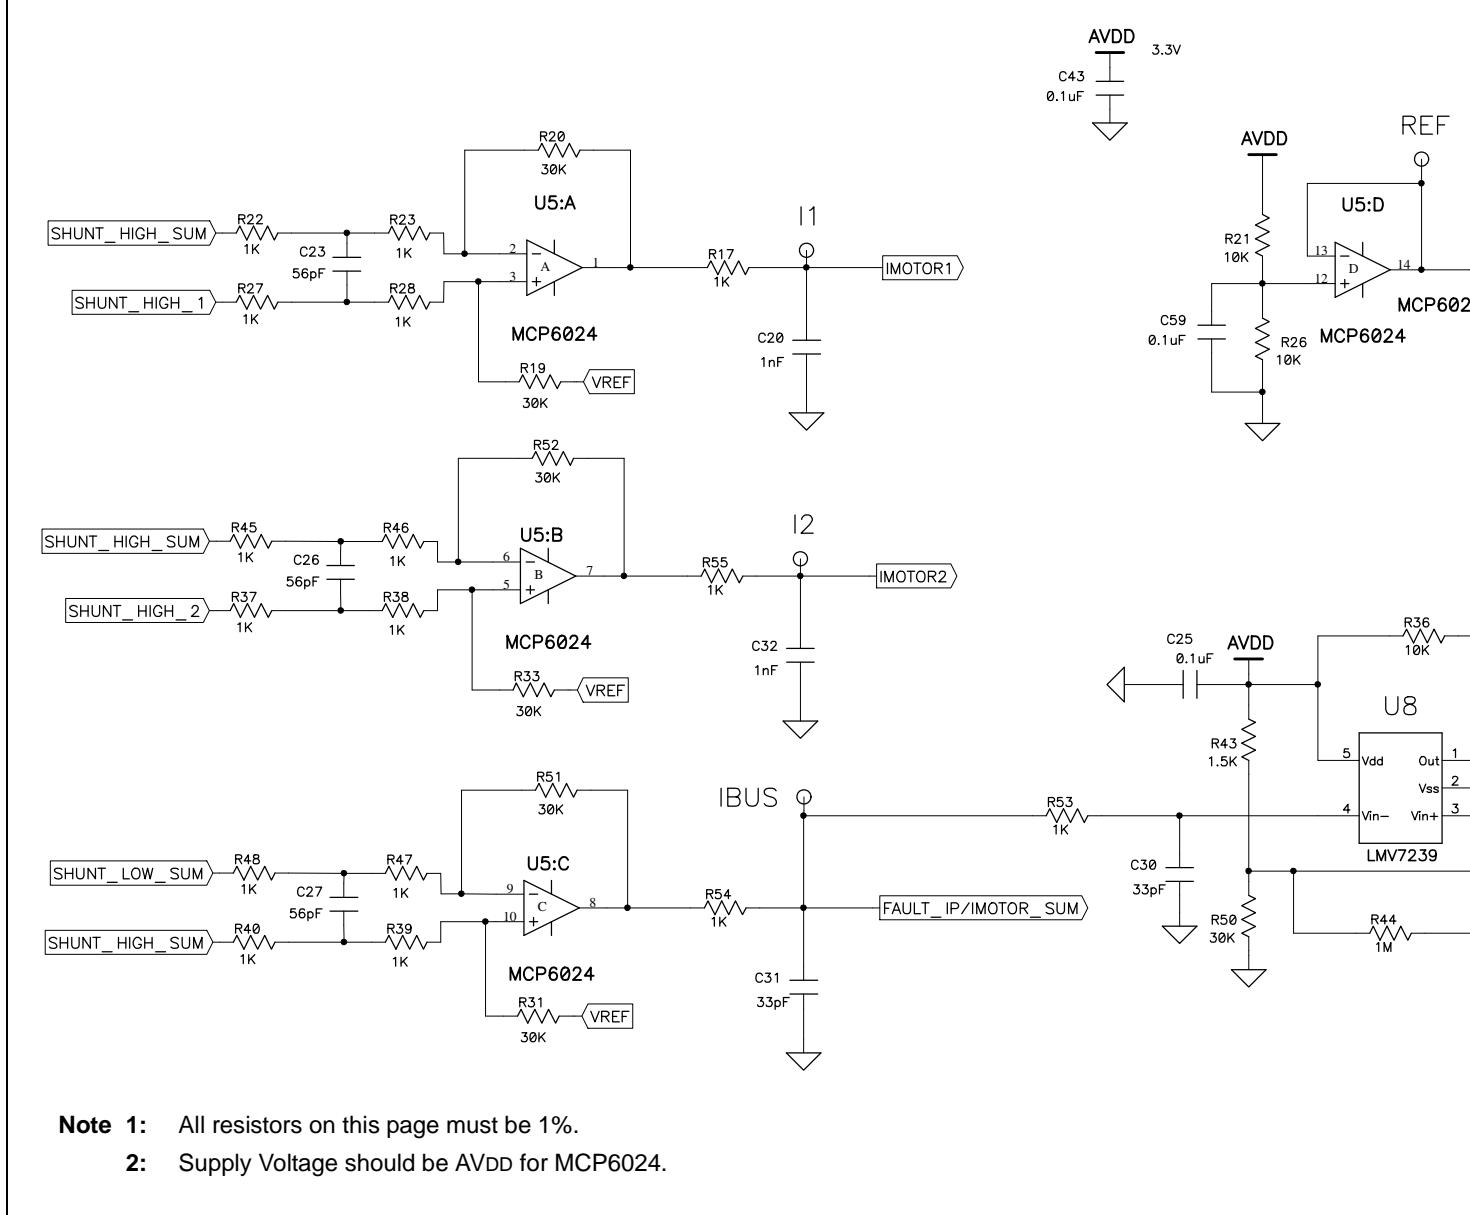 AVDD
3.3V
C43
0.1uF
REF
AVDD
R20
30K
U5:A
U5:D
SHUNT_HIGH_SUM
R22
1K
R23
1K
C23
56pF
2
3
A
1
I1
R17
1K
IMOTOR1
R21
10K
13
12
D
14
SHUNT_HIGH_1
R27
1K
R28
1K
MCP6024
C20
1nF
MCP602
C59
0.1uF
R26
10K
MCP6024
R19
30K
VREF
R52
30K
U5:B
I2
SHUNT_HIGH_SUM
R45
1K
R46
1K
C26
56pF
6
5
B
7
R55
1K
IMOTOR2
SHUNT_HIGH_2
R37
1K
R38
1K
MCP6024
C32
1nF
R33
30K
VREF
C25
0.1uF
AVDD
R36
10K
U8
R43
1.5K
5
Vdd
Out
1
Vss
2
4
Vin-
Vin+
3
LMV7239
R51
30K
IBUS
R53
1K
U5:C
SHUNT_LOW_SUM
R48
1K
R47
1K
C27
56pF
9
10
C
8
R54
1K
FAULT_IP/IMOTOR_SUM
C30
33pF
R50
30K
R44
1M
SHUNT_HIGH_SUM
R40
1K
R39
1K
MCP6024
C31
33pF
R31
30K
VREF
Note 1: All resistors on this page must be 1%.
2: Supply Voltage should be AVDD for MCP6024.